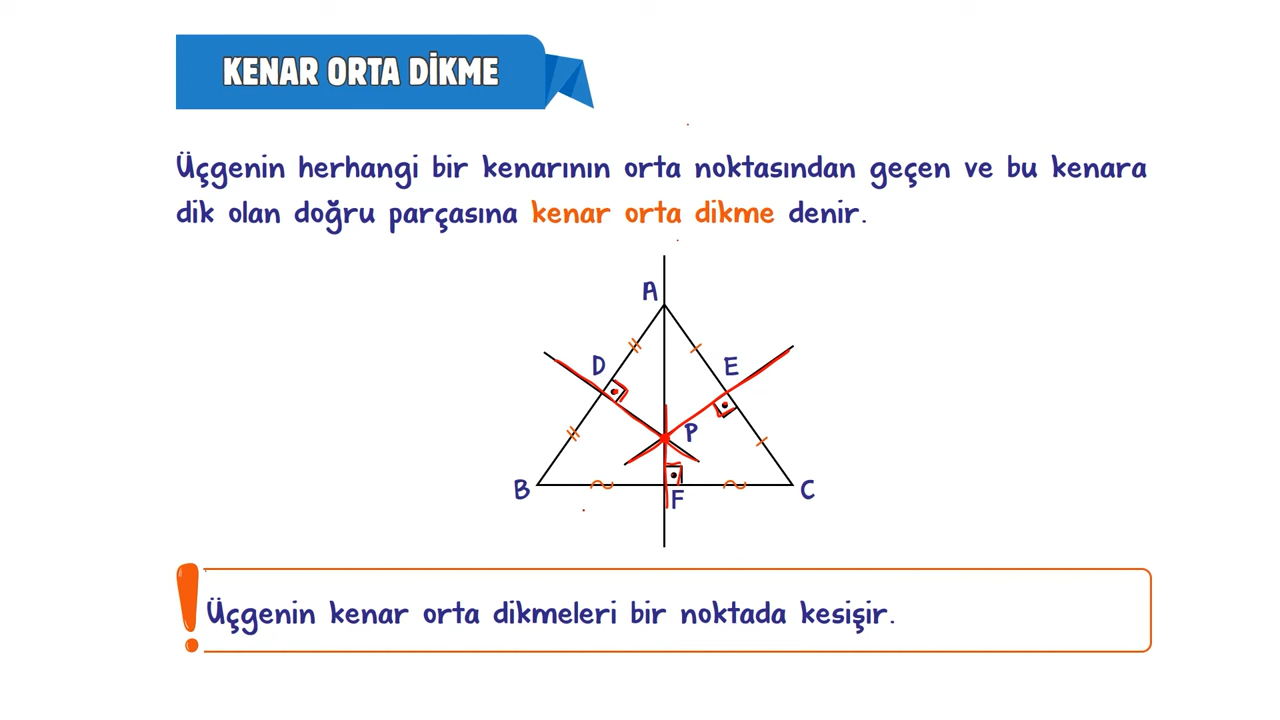 KENAR ORTA DİKME
Üçgenin herhangi bir kenarının orta noktasından geçen ve bu kenara
dik olan doğru parçasına kenar orta dikme denir.
A
D
E
P
B
F
C
Üçgenin kenar orta dikmeleri bir noktada kesişir.